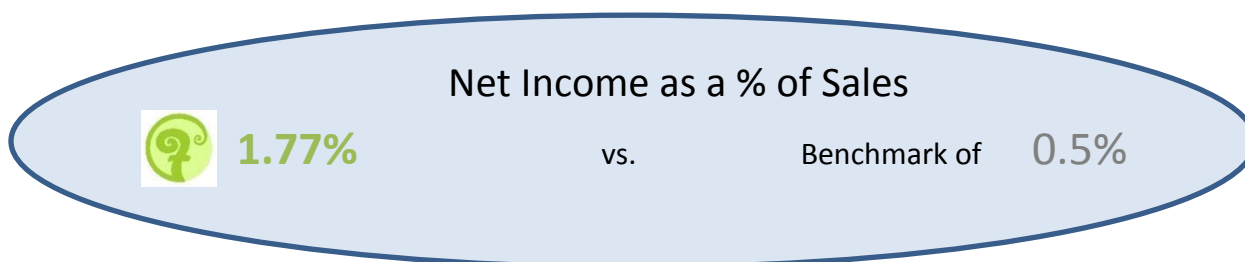 Net Income as a % of Sales
1.77% vs. Benchmark of 0.5%